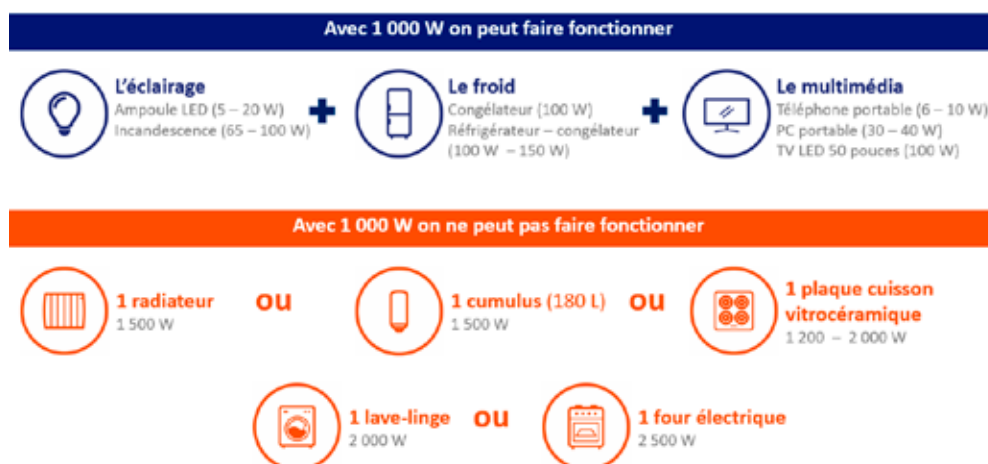 Avec 1 000 W on peut faire fonctionner
L'éclairage
Ampoule LED (5 – 20 W)
Incandescence (65 – 100 W)
+
Le froid
Congélateur (100 W)
Réfrigérateur – congélateur
(100 W – 150 W)
+
Le multimédia
Téléphone portable (6 – 10 W)
PC portable (30 – 40 W)
TV LED 50 pouces (100 W)
Avec 1 000 W on ne peut pas faire fonctionner
1 radiateur
1 500 W
ou
1 cumulus (180 L)
1 500 W
ou
1 plaque cuisson
vitrocéramique
1 200 – 2 000 W
1 lave-linge
2 000 W
ou
1 four électrique
2 500 W